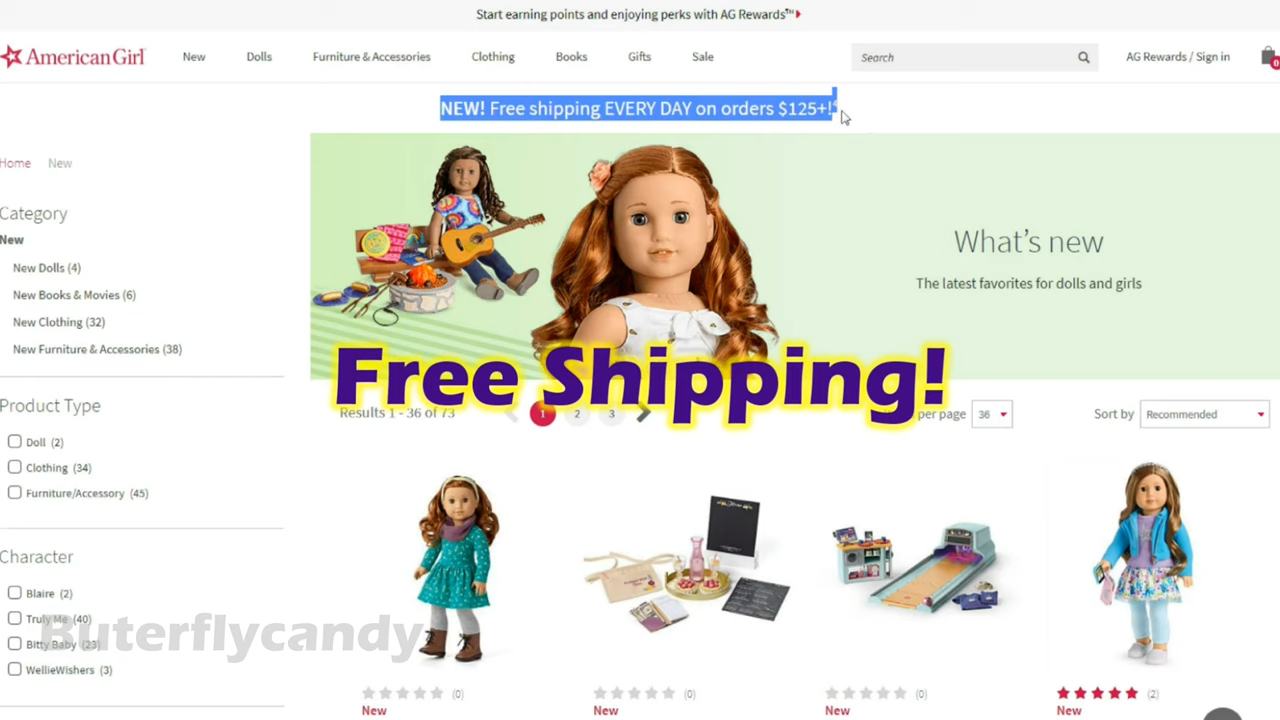 Start earning points and enjoying perks with AG Rewards™
American Girl
New Dolls Furniture & Accessories Clothing Books Gifts Sale Search AG Rewards / Sign in 0
NEW! Free shipping EVERY DAY on orders $125+!
Home New
What's new
The latest favorites for dolls and girls
Category
New
New Dolls (4)
New Books & Movies (6)
New Clothing (32)
New Furniture & Accessories (38)
Free Shipping!
Results 1 - 36 of 73 1 2 3 per page 36 Sort by Recommended
Product Type
Doll (2)
Clothing (34)
Furniture/Accessory (45)
Character
Blaire (2)
Truly Me (40)
Bitty Baby (23)
WellieWishers (3)
Buterflycandy
(0) (0) (0) (2)
New New New New